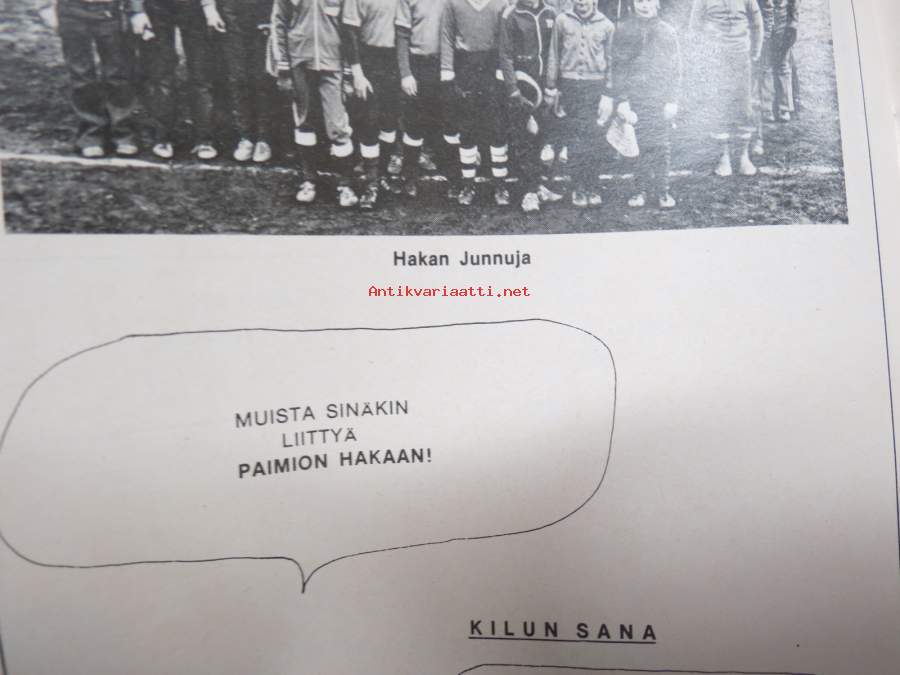 Hakan Junnuja
Antikvariaatti.net
MUISTA SINÄKIN
LIITTYÄ
PAIMION HAKAAN!
KILUN SANA